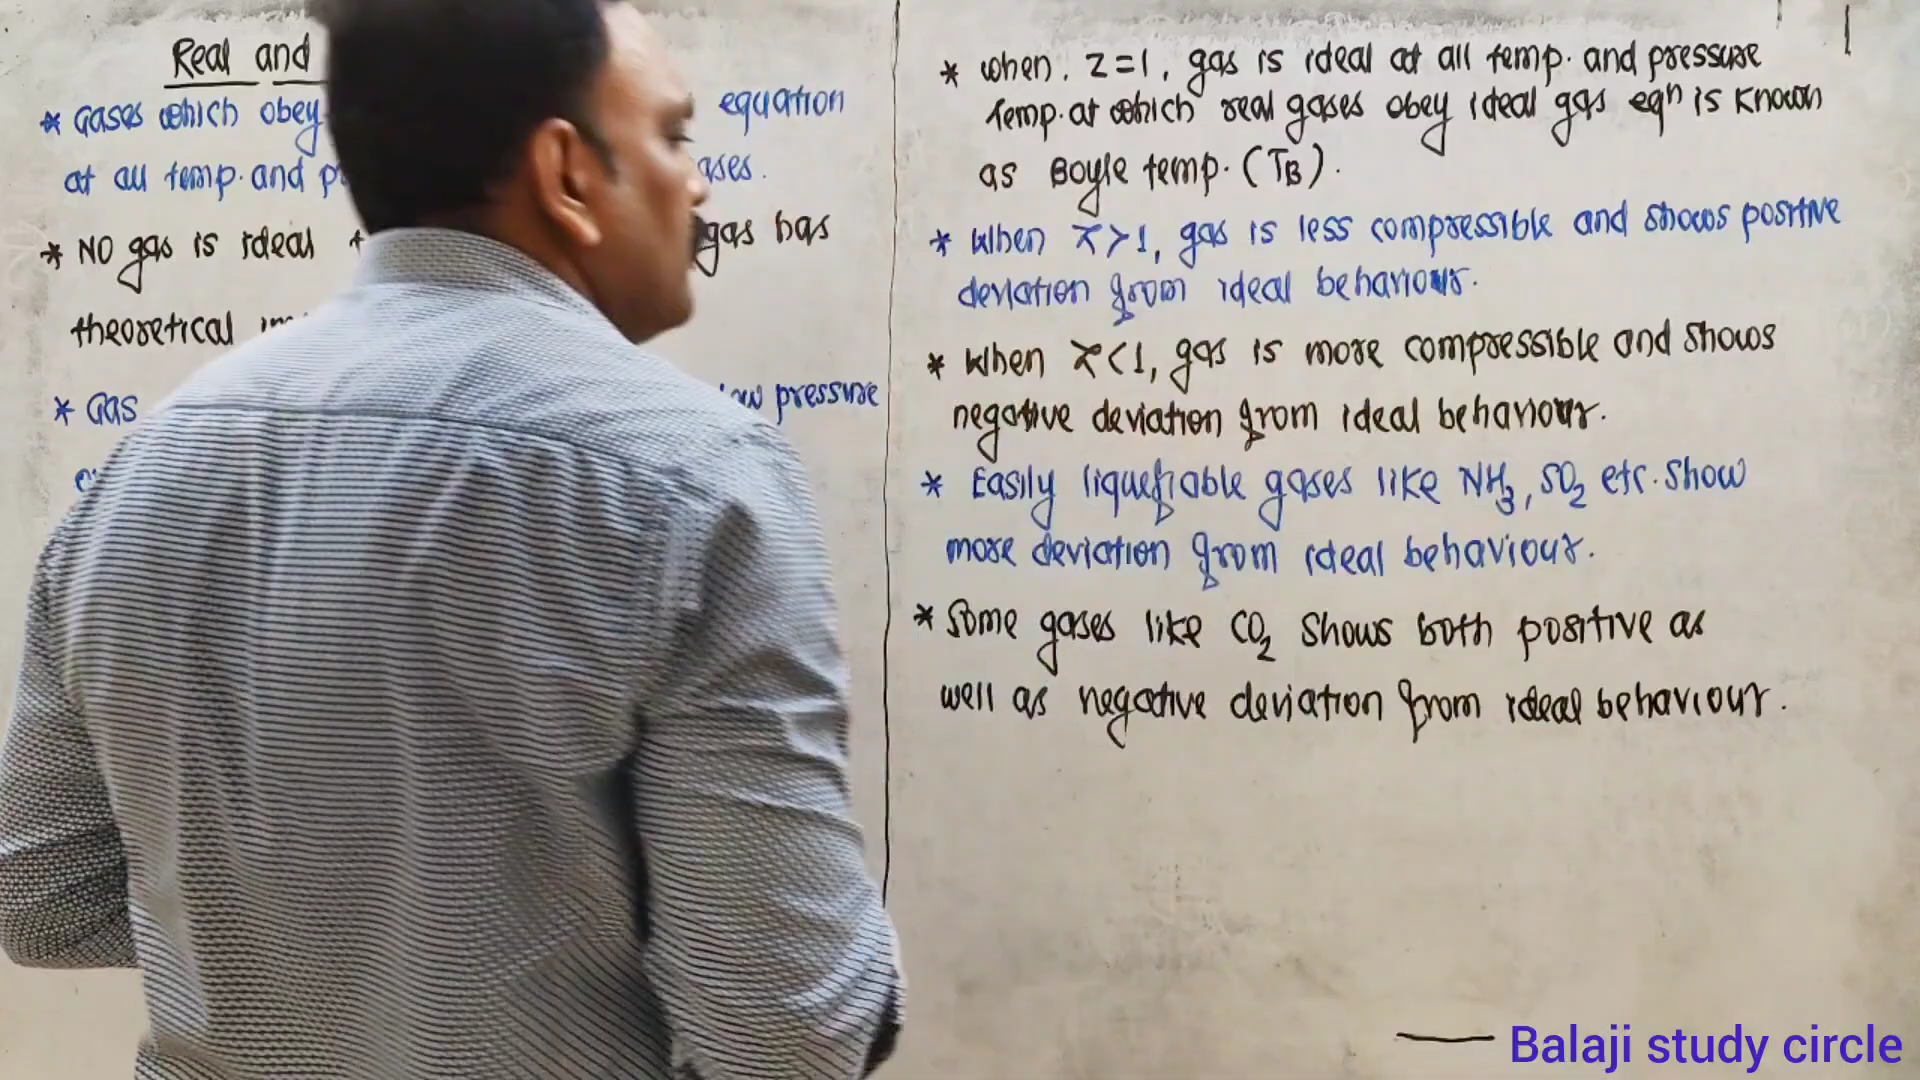 Real and
* Gases which obey equation
at all temp. and ases.
* NO gas is ideal gas has
theoretical
* Gas pressure
* when. Z=1, gas is ideal at all temp. and pressure
Temp. at which real gases obey ideal gas eqⁿ is known
as Boyle temp. (TB).
* When Z>1, gas is less compressible and shows positive
deviation from ideal behaviour.
* When Z<1, gas is more compressible and shows
negative deviation from ideal behaviour.
* Easily liquefiable gases like NH₃, SO₂ etc. show
more deviation from ideal behaviour.
* Some gases like CO₂ shows both positive as
well as negative deviation from ideal behaviour.
Balaji study circle